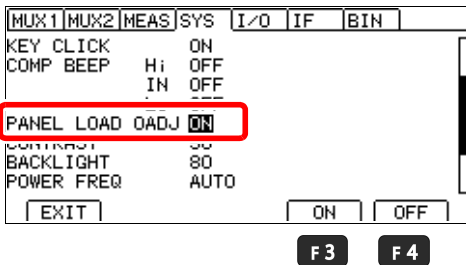 MUX1 MUX2 MEAS SYS I/O IF BIN
KEY CLICK ON
COMP BEEP Hi OFF
IN OFF
PANEL LOAD 0ADJ ON
BACKLIGHT 80
POWER FREQ AUTO
EXIT ON OFF
F3 F4